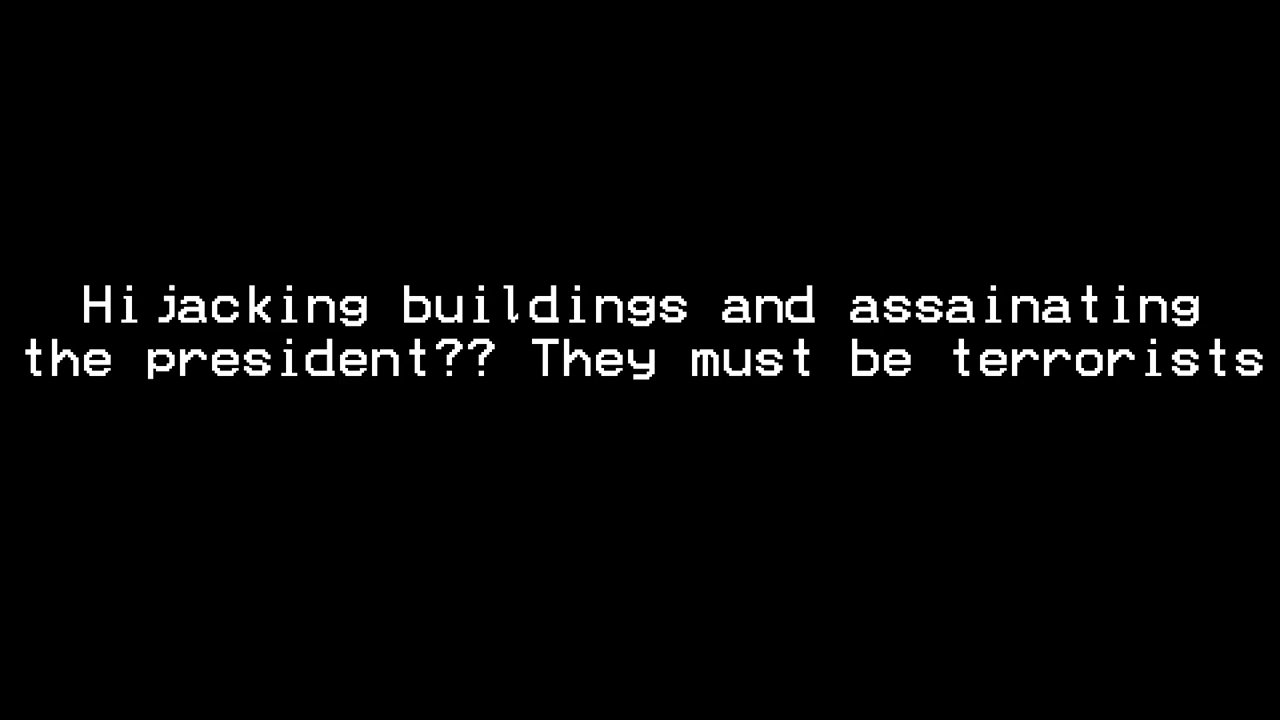 Hijacking buildings and assainating
the president?? They must be terrorists